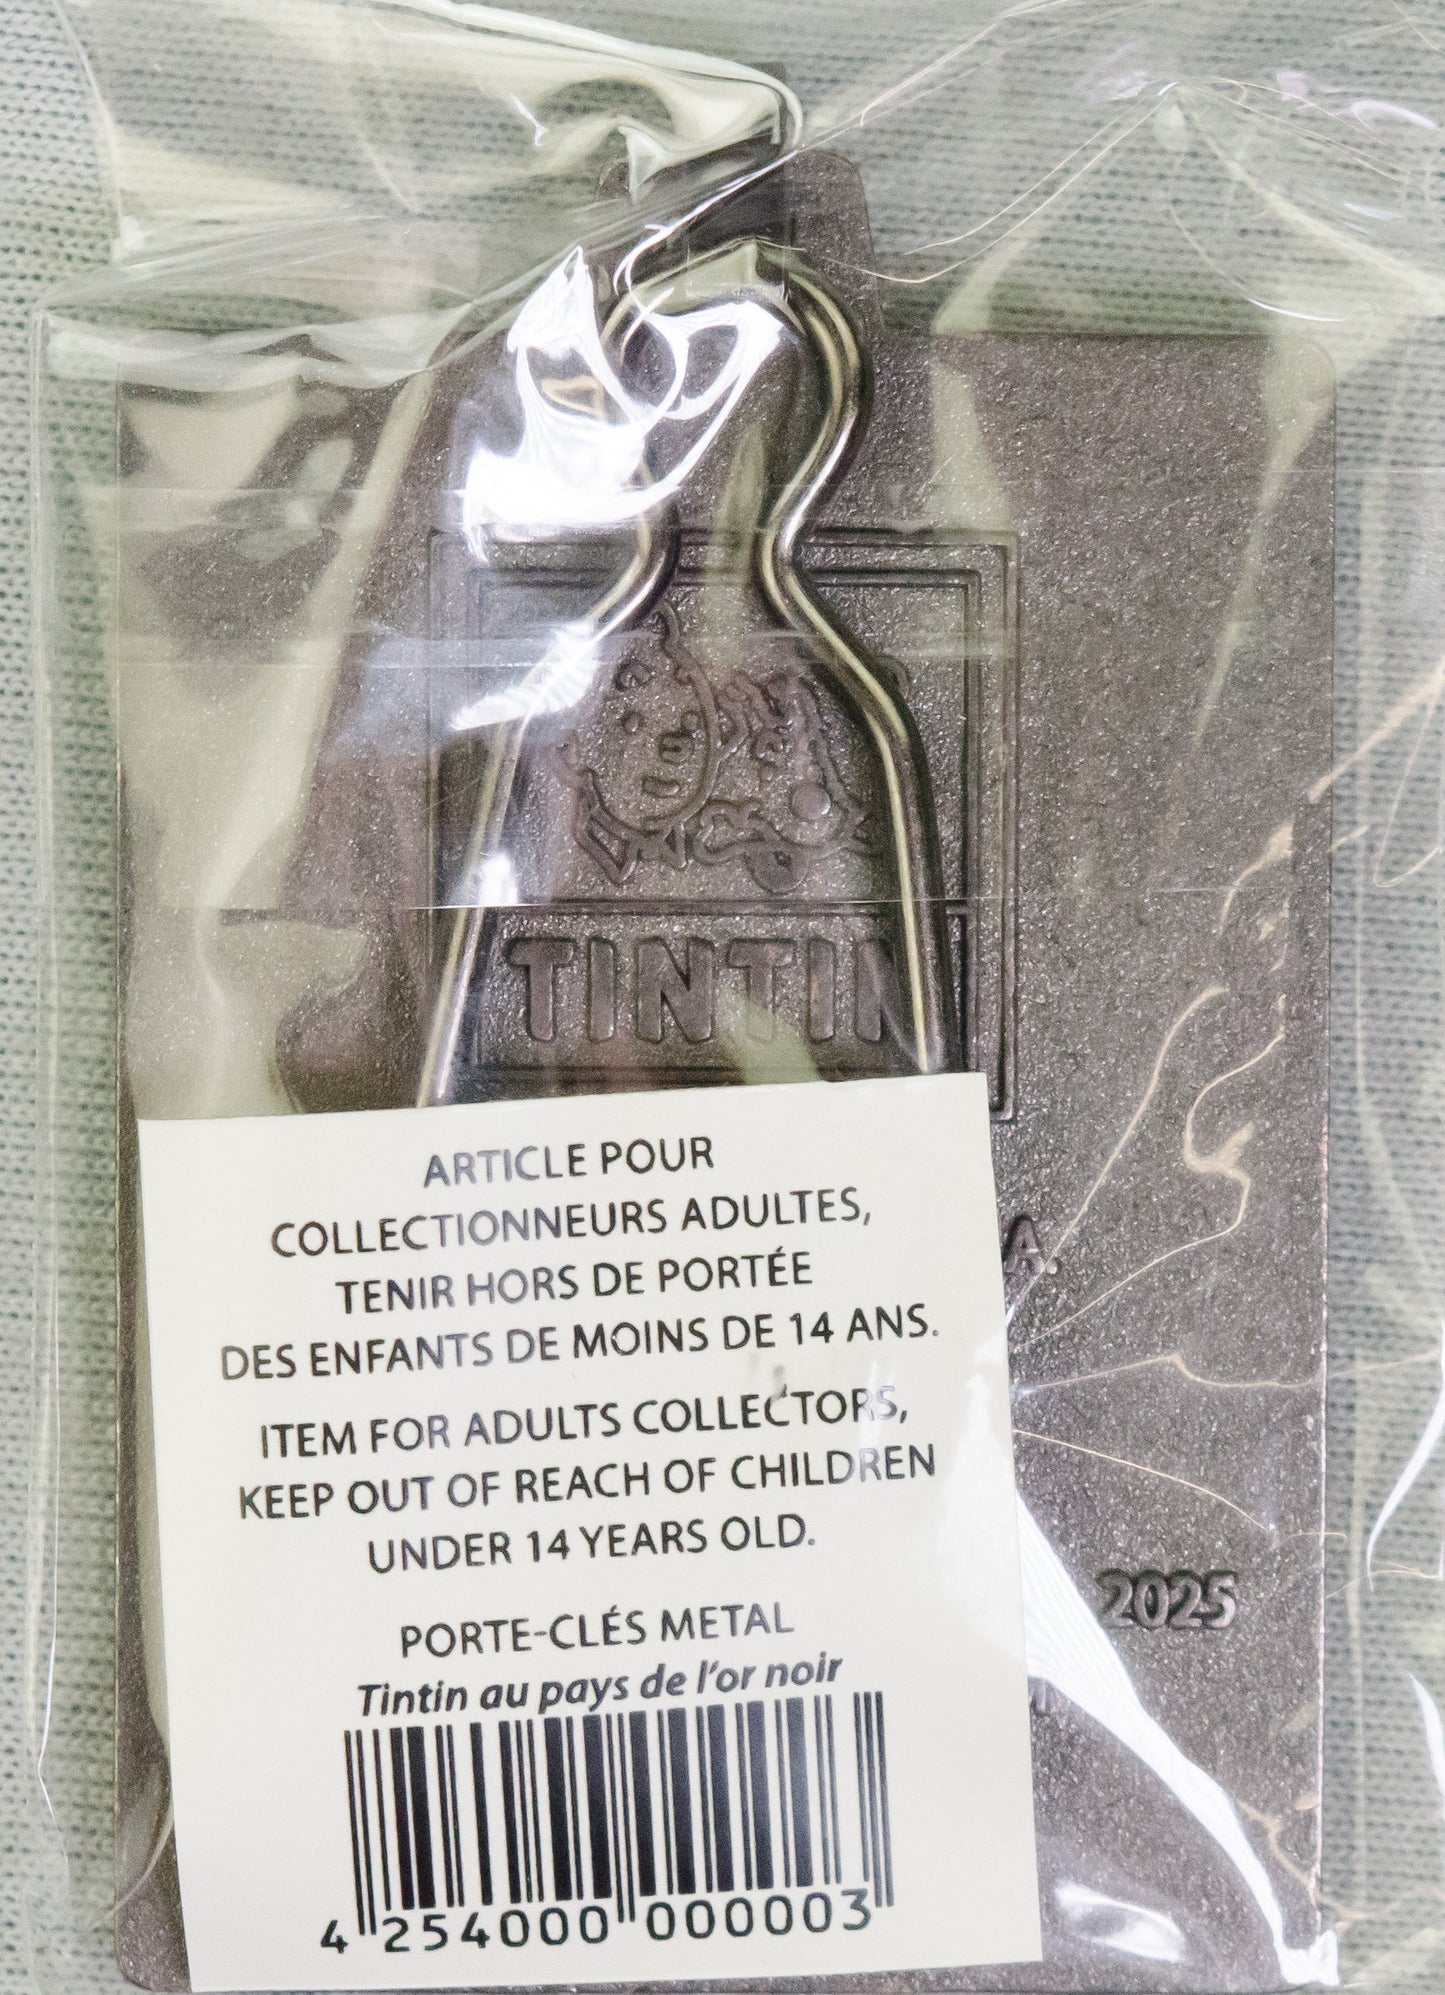 TINTIN
ARTICLE POUR
COLLECTIONNEURS ADULTES,
TENIR HORS DE PORTÉE
DES ENFANTS DE MOINS DE 14 ANS.
ITEM FOR ADULTS COLLECTORS,
KEEP OUT OF REACH OF CHILDREN
UNDER 14 YEARS OLD.
2025
PORTE-CLÉS METAL
Tintin au pays de l'or noir
4 254000 000003